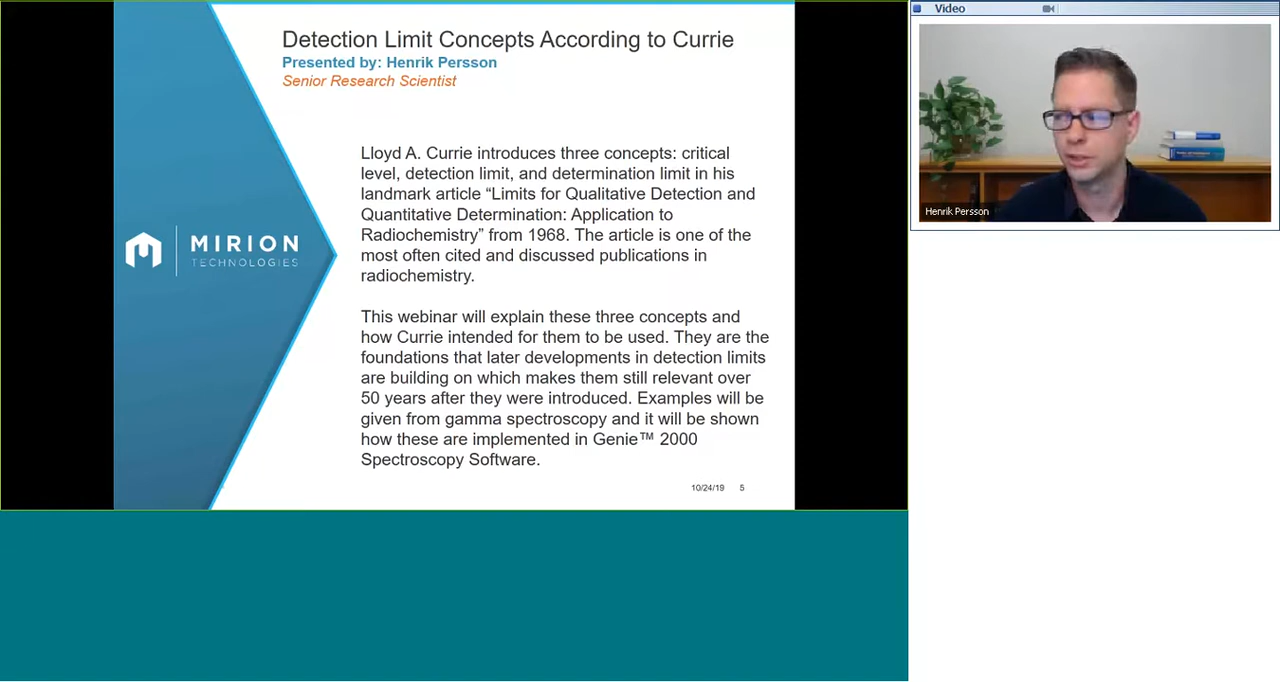 Detection Limit Concepts According to Currie
Presented by: Henrik Persson
Senior Research Scientist
Lloyd A. Currie introduces three concepts: critical
level, detection limit, and determination limit in his
landmark article “Limits for Qualitative Detection and
Quantitative Determination: Application to
Radiochemistry” from 1968. The article is one of the
most often cited and discussed publications in
radiochemistry.
This webinar will explain these three concepts and
how Currie intended for them to be used. They are the
foundations that later developments in detection limits
are building on which makes them still relevant over
50 years after they were introduced. Examples will be
given from gamma spectroscopy and it will be shown
how these are implemented in Genie™ 2000
Spectroscopy Software.
10/24/19 5
MIRION
TECHNOLOGIES
Video
Henrik Persson